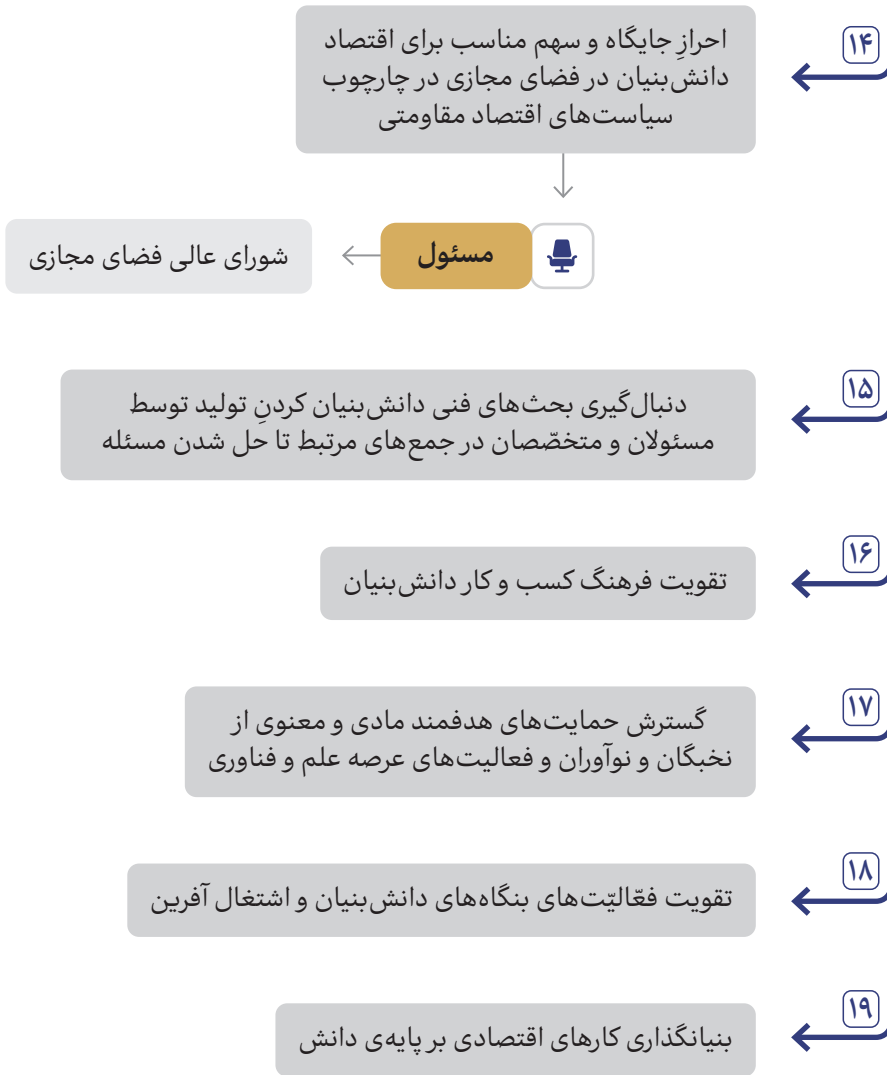 ۱۴
احرازِ جایگاه و سهم مناسب برای اقتصاد
دانش‌بنیان در فضای مجازی در چارچوب
سیاست‌های اقتصاد مقاومتی
مسئول
شورای عالی فضای مجازی
۱۵
دنبال‌گیری بحث‌های فنی دانش‌بنیان کردنِ تولید توسط
مسئولان و متخصّصان در جمع‌های مرتبط تا حل شدن مسئله
۱۶
تقویت فرهنگ کسب و کار دانش‌بنیان
۱۷
گسترش حمایت‌های هدفمند مادی و معنوی از
نخبگان و نوآوران و فعالیت‌های عرصه علم و فناوری
۱۸
تقویت فعّالیّت‌های بنگاه‌های دانش‌بنیان و اشتغال آفرین
۱۹
بنیانگذاری کارهای اقتصادی بر پایه‌ی دانش